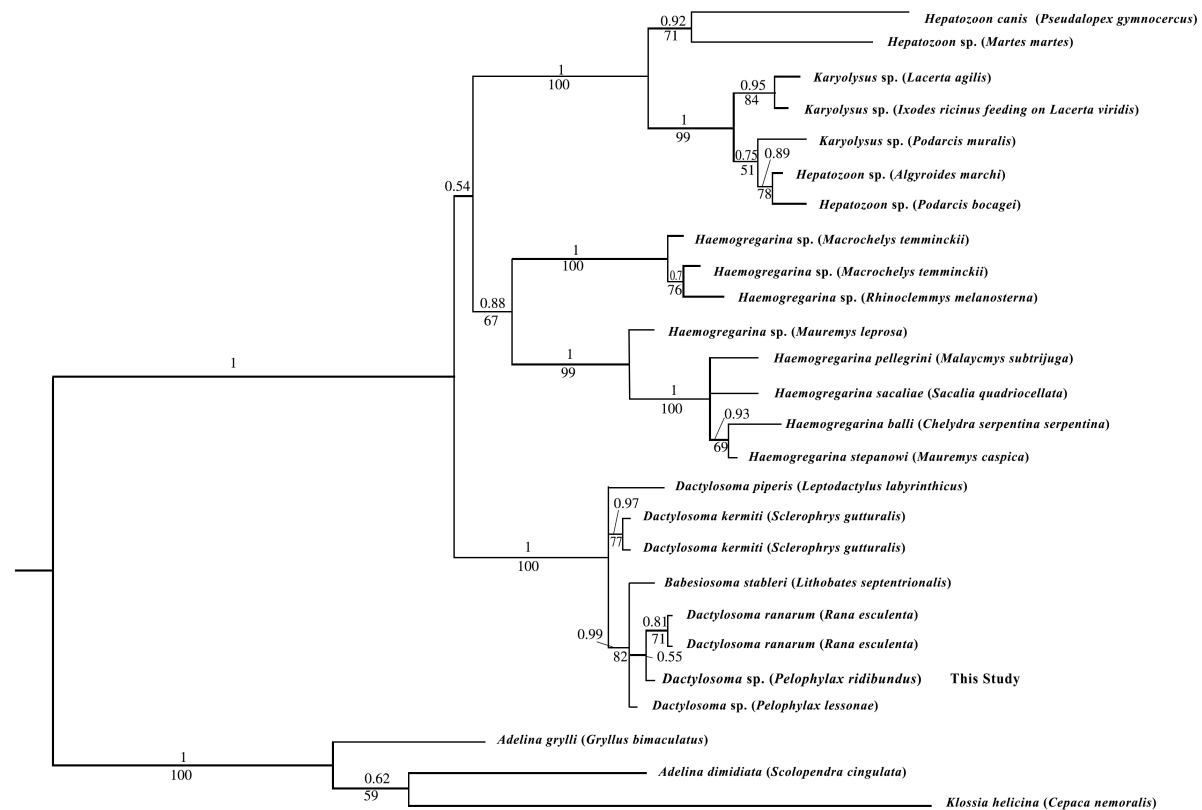 Hepatozoon canis (Pseudalopex gymnocercus)
0.92
71
Hepatozoon sp. (Martes martes)
1
100
Karyolysus sp. (Lacerta agilis)
0.95
84
Karyolysus sp. (Ixodes ricinus feeding on Lacerta viridis)
1
99
Karyolysus sp. (Podarcis muralis)
0.75
51
0.89
78
Hepatozoon sp. (Algyroides marchi)
Hepatozoon sp. (Podarcis bocagei)
0.54
Haemogregarina sp. (Macrochelys temminckii)
1
100
Haemogregarina sp. (Macrochelys temminckii)
0.7
76
Haemogregarina sp. (Rhinoclemmys melanosterna)
0.88
67
Haemogregarina sp. (Mauremys leprosa)
1
99
Haemogregarina pellegrini (Malaycmys subtrijuga)
1
Haemogregarina sacaliae (Sacalia quadriocellata)
1
100
0.93
69
Haemogregarina balli (Chelydra serpentina serpentina)
Haemogregarina stepanowi (Mauremys caspica)
Dactylosoma piperis (Leptodactylus labyrinthicus)
0.97
77
Dactylosoma kermiti (Sclerophrys gutturalis)
Dactylosoma kermiti (Sclerophrys gutturalis)
1
100
Babesiosoma stableri (Lithobates septentrionalis)
Dactylosoma ranarum (Rana esculenta)
0.81
71
Dactylosoma ranarum (Rana esculenta)
0.99
82
0.55
Dactylosoma sp. (Pelophylax ridibundus) This Study
Dactylosoma sp. (Pelophylax lessonae)
Adelina grylli (Gryllus bimaculatus)
1
100
Adelina dimidiata (Scolopendra cingulata)
0.62
59
Klossia helicina (Cepaca nemoralis)